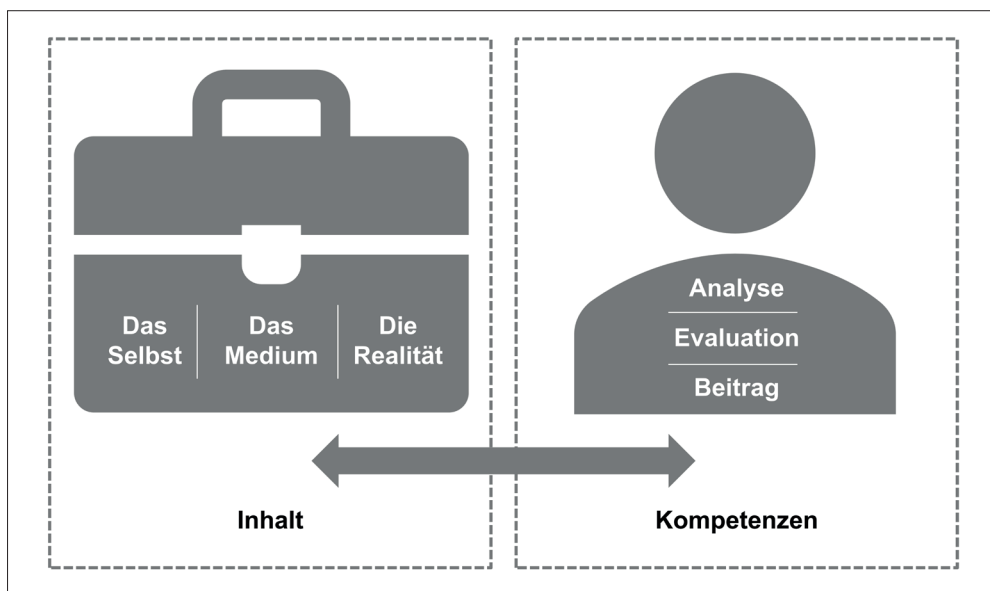 Das
Selbst
Das
Medium
Die
Realität
Inhalt
Analyse
Evaluation
Beitrag
Kompetenzen